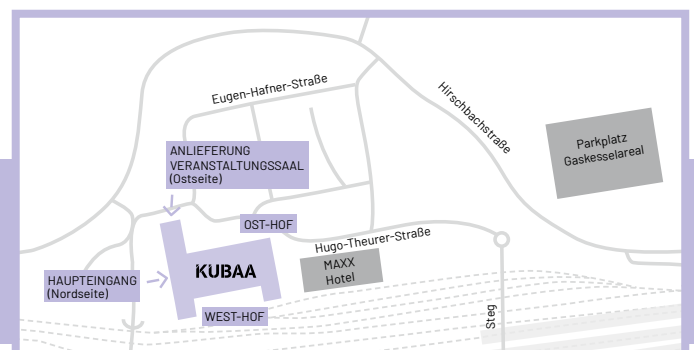 Eugen-Hafner-Straße
Hirschbachstraße
Parkplatz
Gaskesselareal
ANLIEFERUNG
VERANSTALTUNGSSAAL
(Ostseite)
OST-HOF
Hugo-Theurer-Straße
MAXX
Hotel
KUBAA
HAUPTEINGANG
(Nordseite)
WEST-HOF
Steg